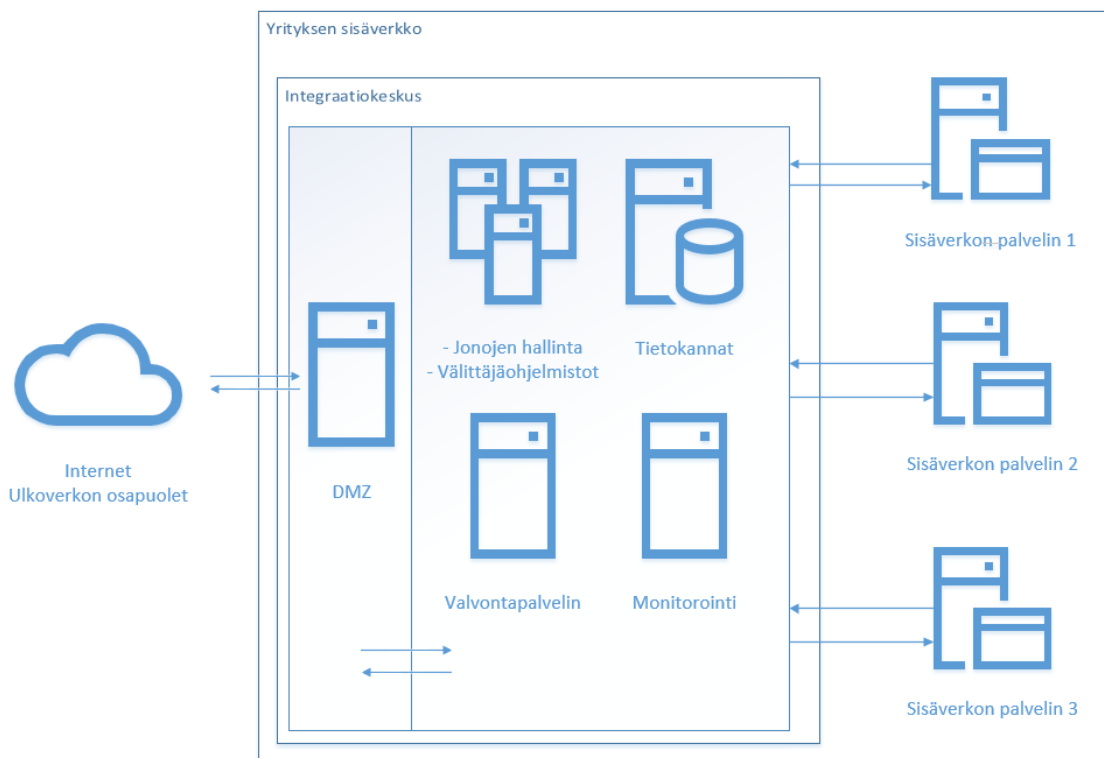 Yrityksen sisäverkko
Integraatiokeskus
Sisäverkon palvelin 1
- Jonojen hallinta
- Välittäjäohjelmistot
Tietokannat
Internet
Ulkoverkon osapuolet
DMZ
Sisäverkon palvelin 2
Valvontapalvelin
Monitorointi
Sisäverkon palvelin 3